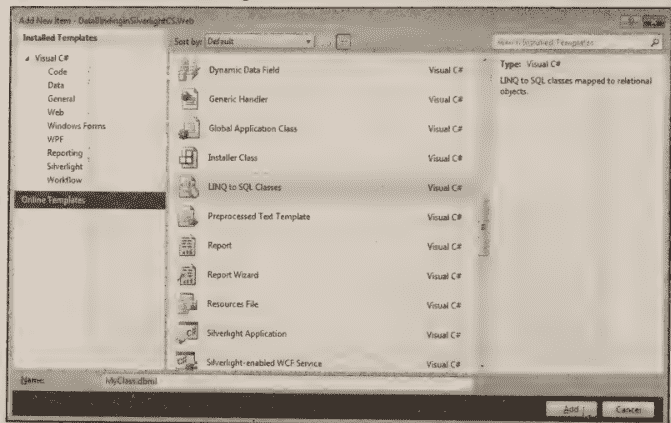 Add New Item - DataBindinginSilverlightCS.Web
Installed Templates
Sort by: Default
Visual C#
Code
Data
General
Web
Windows Forms
WPF
Reporting
Silverlight
Workflow
Online Templates
Dynamic Data Field Visual C#
Generic Handler Visual C#
Global Application Class Visual C#
Installer Class Visual C#
LINQ to SQL Classes Visual C#
Preprocessed Text Template Visual C#
Report Visual C#
Report Wizard Visual C#
Resources File Visual C#
Silverlight Application Visual C#
Silverlight-enabled WCF Service Visual C#
Type: Visual C#
LINQ to SQL classes mapped to relational
objects.
Name: MyClass.dbml
Add Cancel